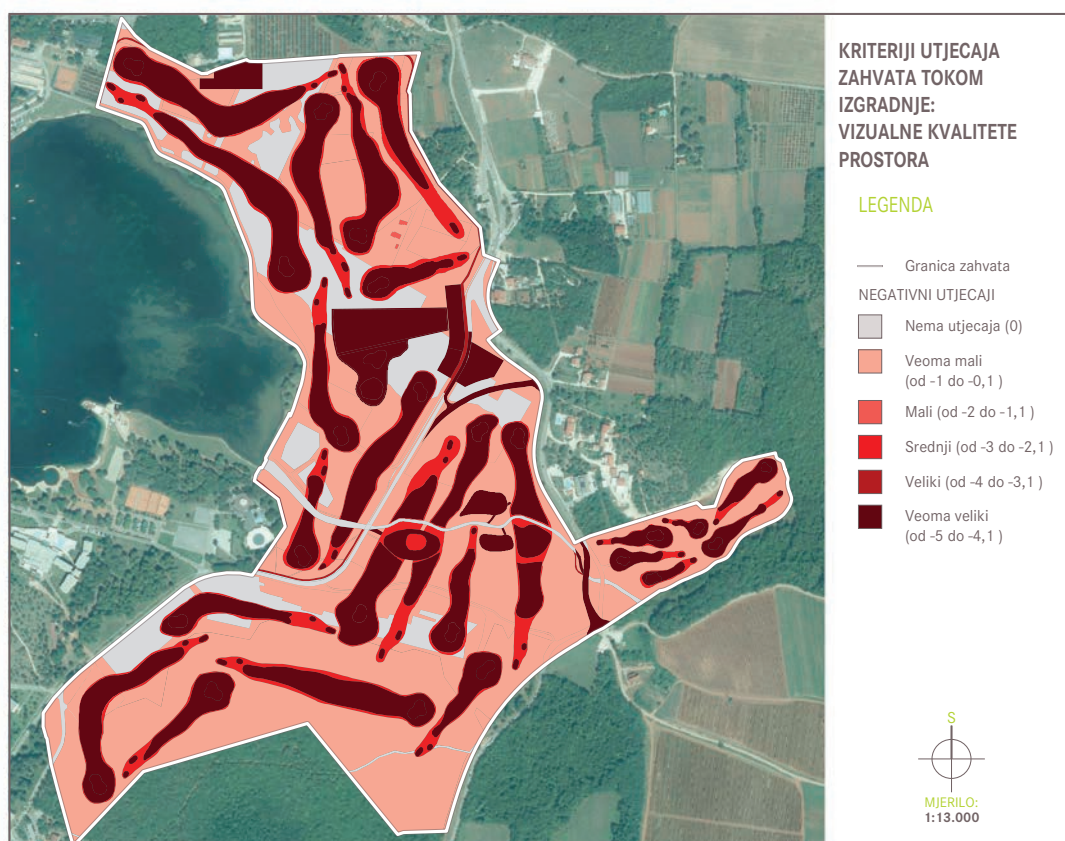 KRITERIJI UTJECAJA
ZAHVATA TOKOM
IZGRADNJE:
VIZUALNE KVALITETE
PROSTORA
LEGENDA
Granica zahvata
NEGATIVNI UTJECAJI
Nema utjecaja (0)
Veoma mali
(od -1 do -0,1 )
Mali (od -2 do -1,1 )
Srednji (od -3 do -2,1 )
Veliki (od -4 do -3,1 )
Veoma veliki
(od -5 do -4,1 )
S
MJERILO:
1:13.000